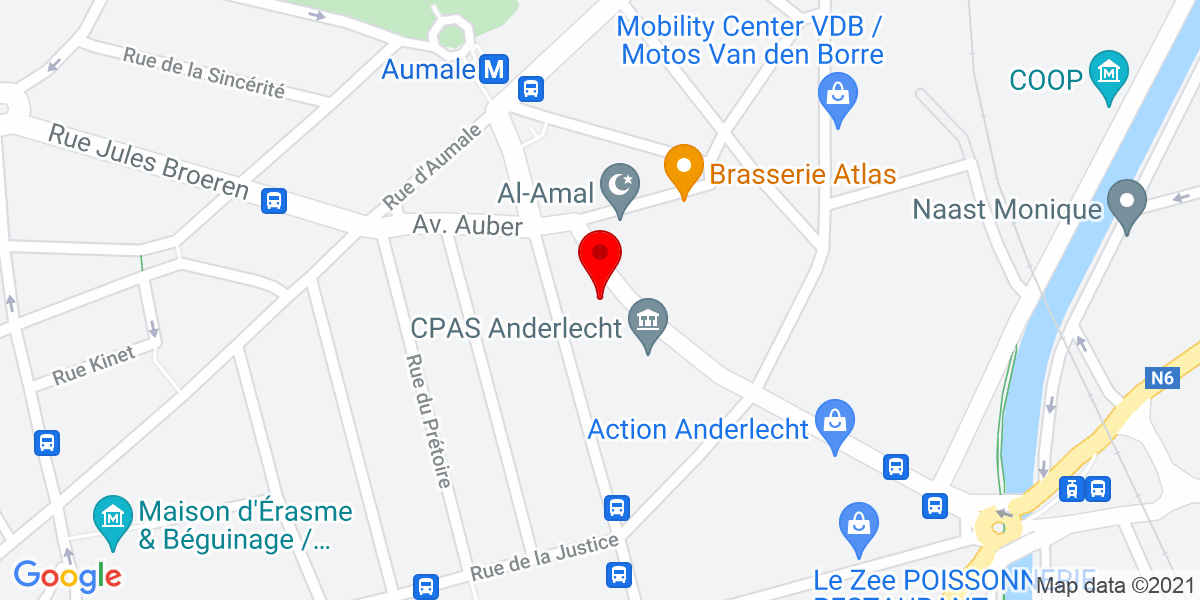 Mobility Center VDB /
Motos Van den Borre
Aumale M
COOP
Rue de la Sincérité
Rue Jules Broeren
Rue d'Aumale
Brasserie Atlas
Al-Amal
Av. Auber
Naast Monique
CPAS Anderlecht
Rue Kinet
Rue du Prétoire
N6
Action Anderlecht
Maison d'Érasme
& Béguinage /...
Rue de la Justice
Google
Le Zee POISSONNERIE
RESTAURANT
Map data ©2021